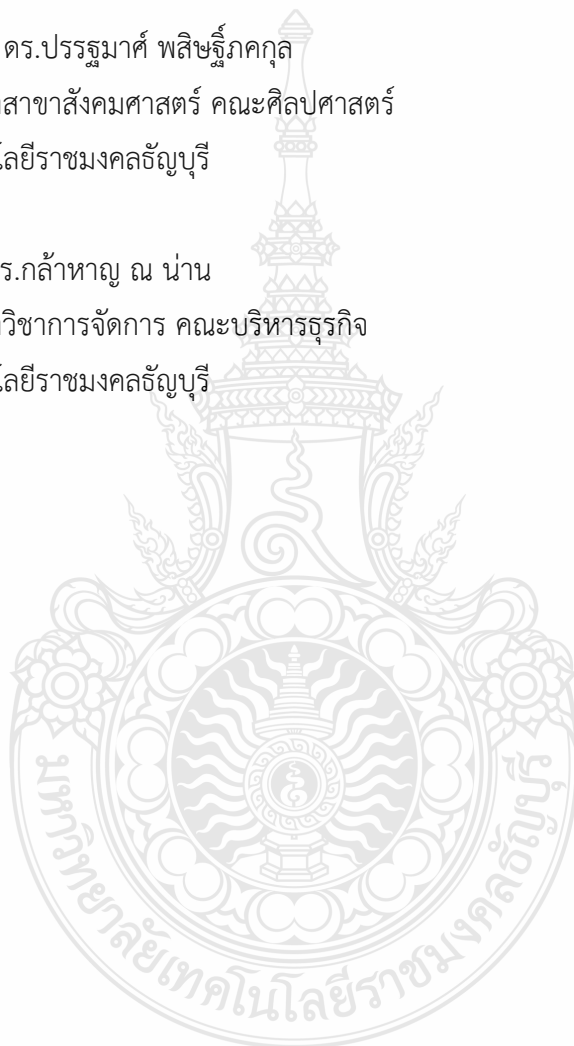 ดร.ปรรฐมาศ์ พสิษฐิ์ภคกุล
สาขาสังคมศาสตร์ คณะศิลปศาสตร์
โลยีราชมงคลธัญบุรี
ร.กล้าหาญ ณ น่าน
วิชาการจัดการ คณะบริหารธุรกิจ
โลยีราชมงคลธัญบุรี
มหาวิทยาลัยเทคโนโลยีราชมงคลธัญบุรี